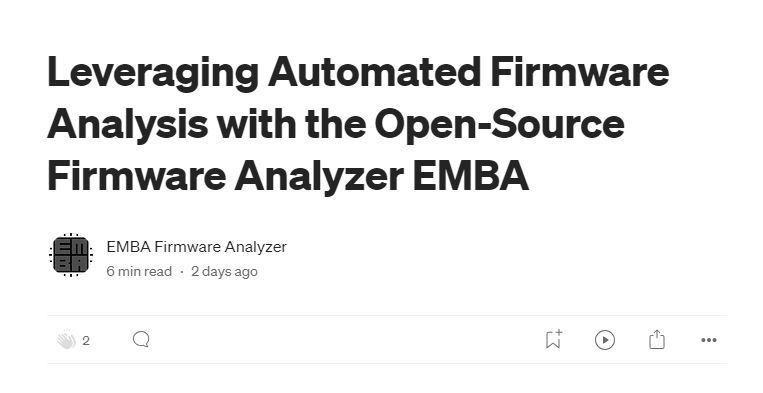 Leveraging Automated Firmware
Analysis with the Open-Source
Firmware Analyzer EMBA
EMBA Firmware Analyzer
6 min read · 2 days ago
2